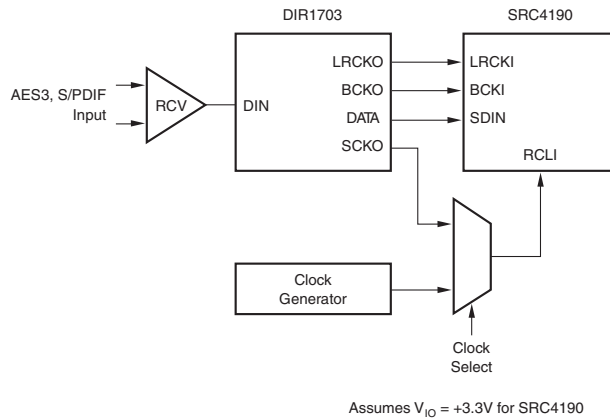 DIR1703
SRC4190
AES3, S/PDIF
Input
RCV
DIN
LRCKO
BCKO
DATA
SCKO
LRCKI
BCKI
SDIN
RCLI
Clock
Generator
Clock
Select
Assumes V_IO = +3.3V for SRC4190